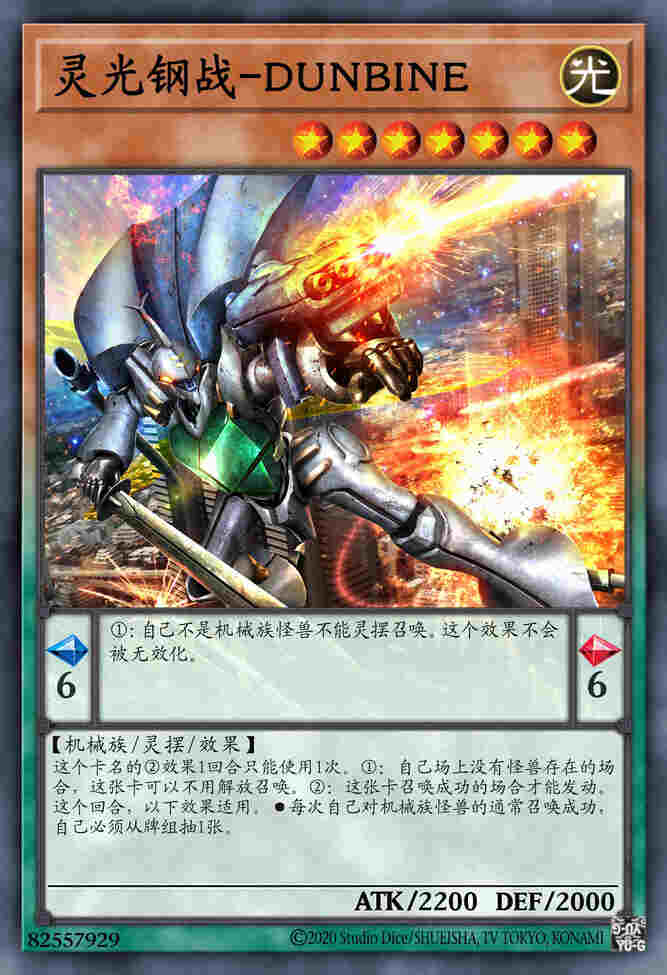 灵光钢战-DUNBINE
光
①：自己不是机械族怪兽不能灵摆召唤。这个效果不会
被无效化。
6
6
【机械族/灵摆/效果】
这个卡名的②效果1回合只能使用1次。①：自己场上没有怪兽存在的场
合，这张卡可以不用解放召唤。②：这张卡召唤成功的场合才能发动。
这个回合，以下效果适用。●每次自己对机械族怪兽的通常召唤成功，
自己必须从牌组抽1张。
ATK/2200 DEF/2000
82557929
©2020 Studio Dice/SHUEISHA, TV TOKYO, KONAMI
YU-G